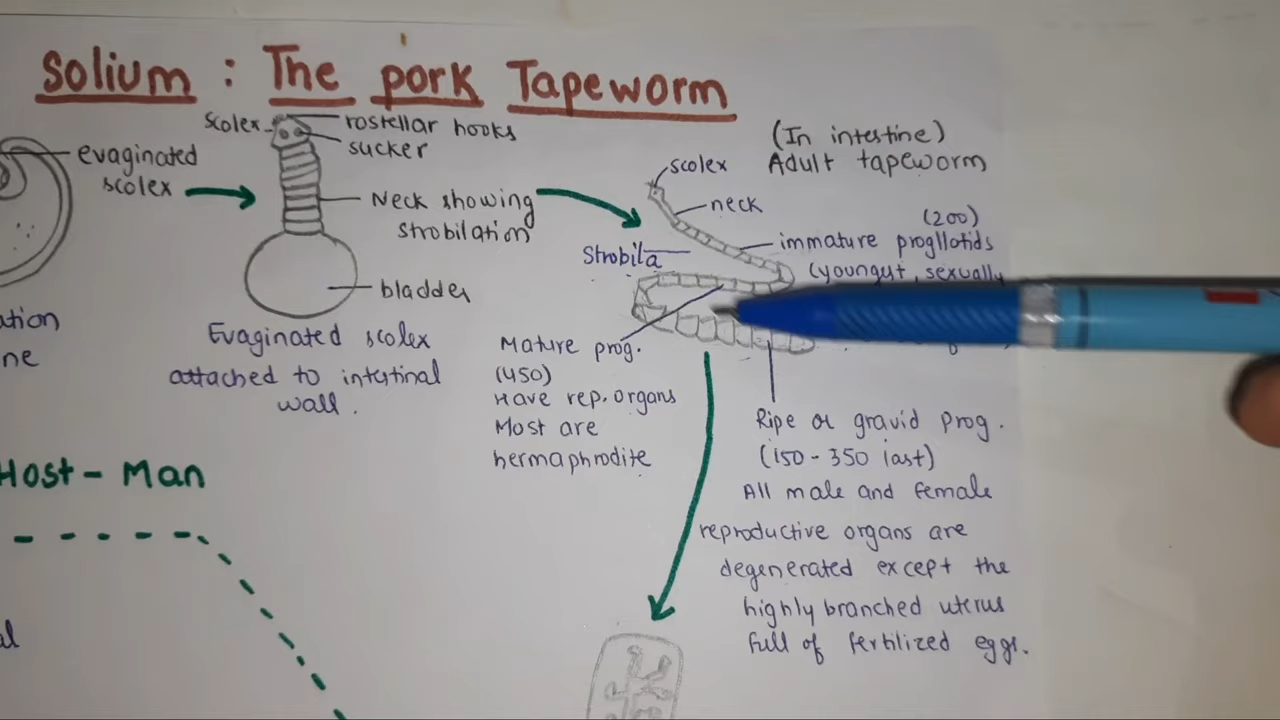 Solium : The pork Tapeworm
scolex
rostellar hooks
sucker
evaginated
scolex
Neck showing
strobilation
bladder
Evaginated scolex
attached to intestinal
wall.
(In intestine)
Adult tapeworm
scolex
neck
(200)
immature progllotids
(youngest, sexually
Strobila
Mature prog.
(450)
Have rep. organs
Most are
hermaphrodite
Ripe or gravid prog.
(150 - 350 last)
All male and female
reproductive organs are
degenerated except the
highly branched uterus
full of fertilized eggs.
Host - Man